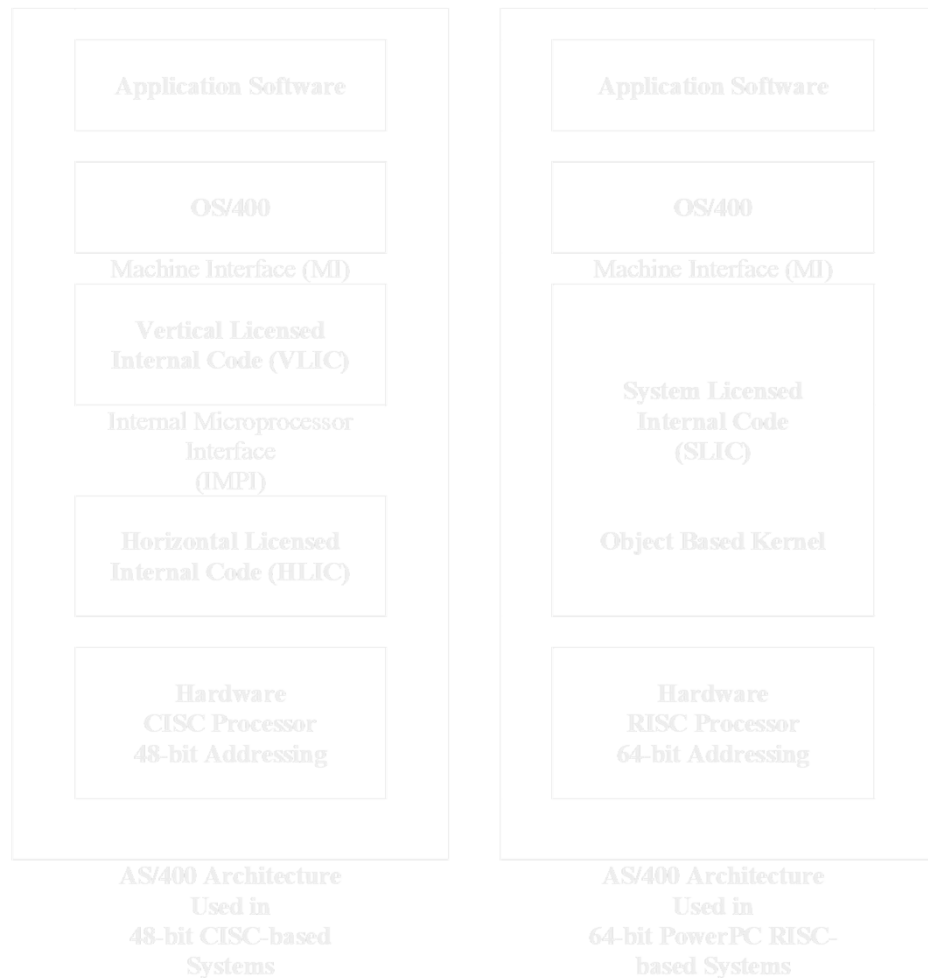 Application Software
OS/400
Machine Interface (MI)
Vertical Licensed
Internal Code (VLIC)
Internal Microprocessor
Interface
(IMPI)
Horizontal Licensed
Internal Code (HLIC)
Hardware
CISC Processor
48-bit Addressing
AS/400 Architecture
Used in
48-bit CISC-based
Systems
Application Software
OS/400
Machine Interface (MI)
System Licensed
Internal Code
(SLIC)
Object Based Kernel
Hardware
RISC Processor
64-bit Addressing
AS/400 Architecture
Used in
64-bit PowerPC RISC-
based Systems